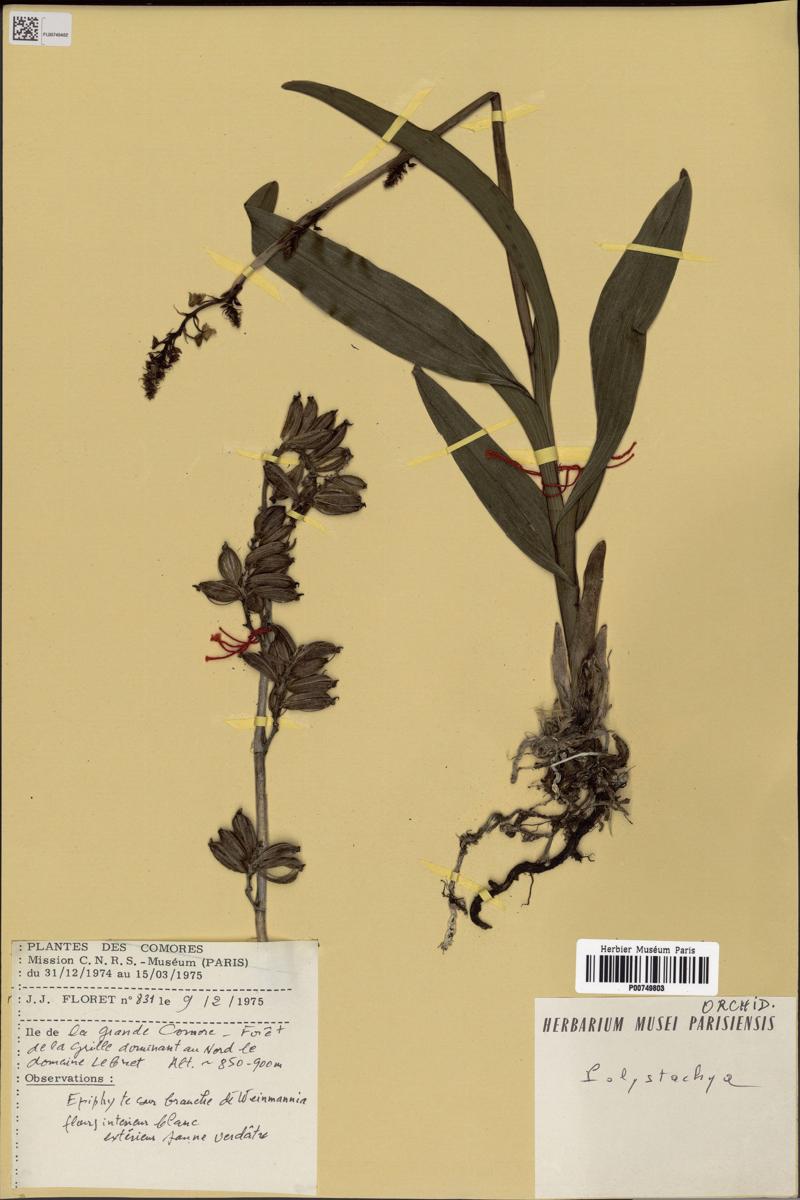 PL00749402
PLANTES DES COMORES
Mission C.N.R.S.-Muséum (PARIS)
du 31/12/1974 au 15/03/1975
J.J. FLORET n° 831 le 9/2/1975
Ile de la grande Comore - Forêt
de la Grille dominant au Nord le
domaine Lebret Alt. ~ 850-900m
Observations :
Epiphyte sur branche de Weinmannia
fleurs intérieur blanc
extérieur jaune verdâtre
Herbier Muséum Paris
P00749803
ORCHID.
HERBARIUM MUSEI PARISIENSIS
Polystachya